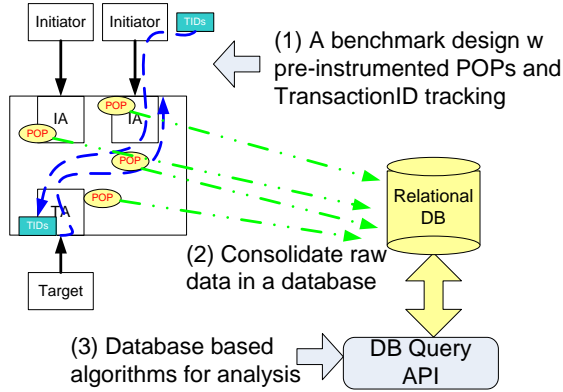 Initiator
Initiator
TIDs
(1) A benchmark design w
pre-instrumented POPs and
TransactionID tracking
IA
IA
POP
POP
POP
POP
TA
TIDs
Relational
DB
(2) Consolidate raw
data in a database
Target
(3) Database based
algorithms for analysis
DB Query
API